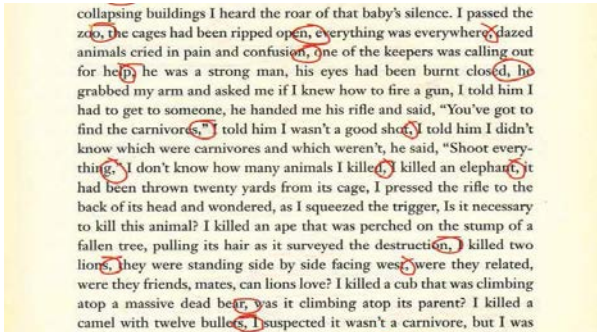 collapsing buildings I heard the roar of that baby's silence. I passed the
zoo, the cages had been ripped open, everything was everywhere, dazed
animals cried in pain and confusion, one of the keepers was calling out
for help, he was a strong man, his eyes had been burnt closed, he
grabbed my arm and asked me if I knew how to fire a gun, I told him I
had to get to someone, he handed me his rifle and said, “You've got to
find the carnivores,” I told him I wasn't a good shot, I told him I didn't
know which were carnivores and which weren't, he said, “Shoot every-
thing,” I don't know how many animals I killed, I killed an elephant, it
had been thrown twenty yards from its cage, I pressed the rifle to the
back of its head and wondered, as I squeezed the trigger, Is it necessary
to kill this animal? I killed an ape that was perched on the stump of a
fallen tree, pulling its hair as it surveyed the destruction, I killed two
lions, they were standing side by side facing west, were they related,
were they friends, mates, can lions love? I killed a cub that was climbing
atop a massive dead bear, was it climbing atop its parent? I killed a
camel with twelve bullets, I suspected it wasn't a carnivore, but I was